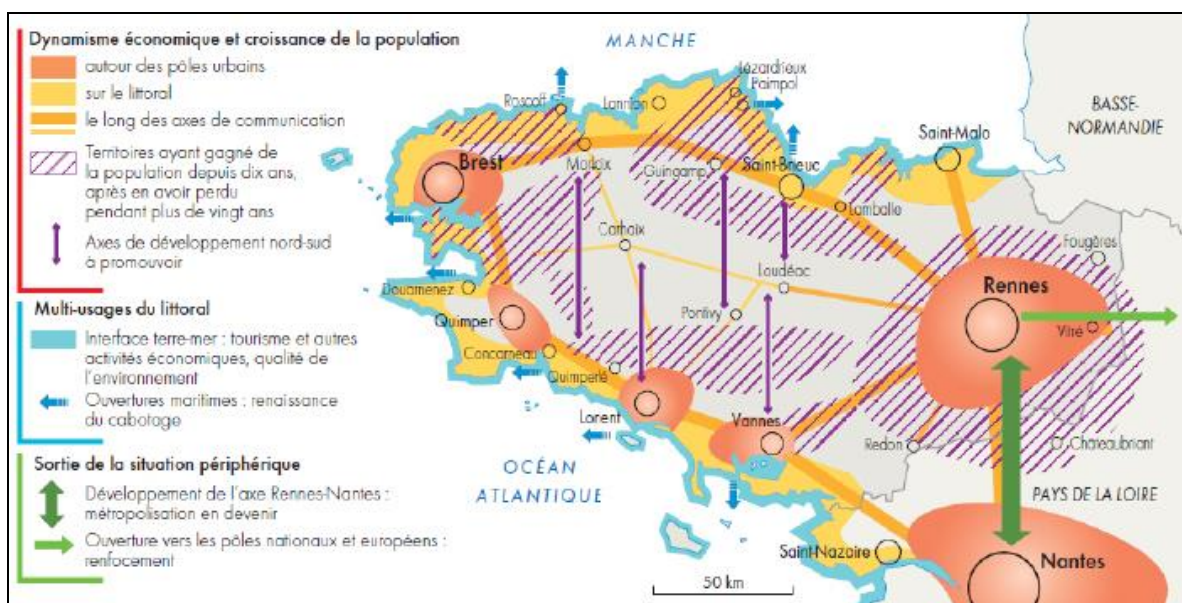 Dynamisme économique et croissance de la population
autour des pôles urbains
sur le littoral
le long des axes de communication
Territoires ayant gagné de
la population depuis dix ans,
après en avoir perdu
pendant plus de vingt ans
Axes de développement nord-sud
à promouvoir
Multi-usages du littoral
Interface terre-mer : tourisme et autres
activités économiques, qualité de
l'environnement
Ouvertures maritimes : renaissance
du cabotage
Sortie de la situation périphérique
Développement de l'axe Rennes-Nantes :
métropolisation en devenir
Ouverture vers les pôles nationaux et européens :
renfocement
MANCHE
Lézardrieux
Paimpol
Roscoff
Lannion
BASSE-
NORMANDIE
Saint-Malo
Brest
Morlaix
Guingamp
Saint-Brieuc
Lamballe
Fougères
Carhaix
Loudéac
Rennes
Douarnenez
Pontivy
Vitré
Quimper
Concarneau
Quimperlé
Lorient
Vannes
Redon
Châteaubriant
OCÉAN
ATLANTIQUE
PAYS DE LA LOIRE
Saint-Nazaire
Nantes
50 km